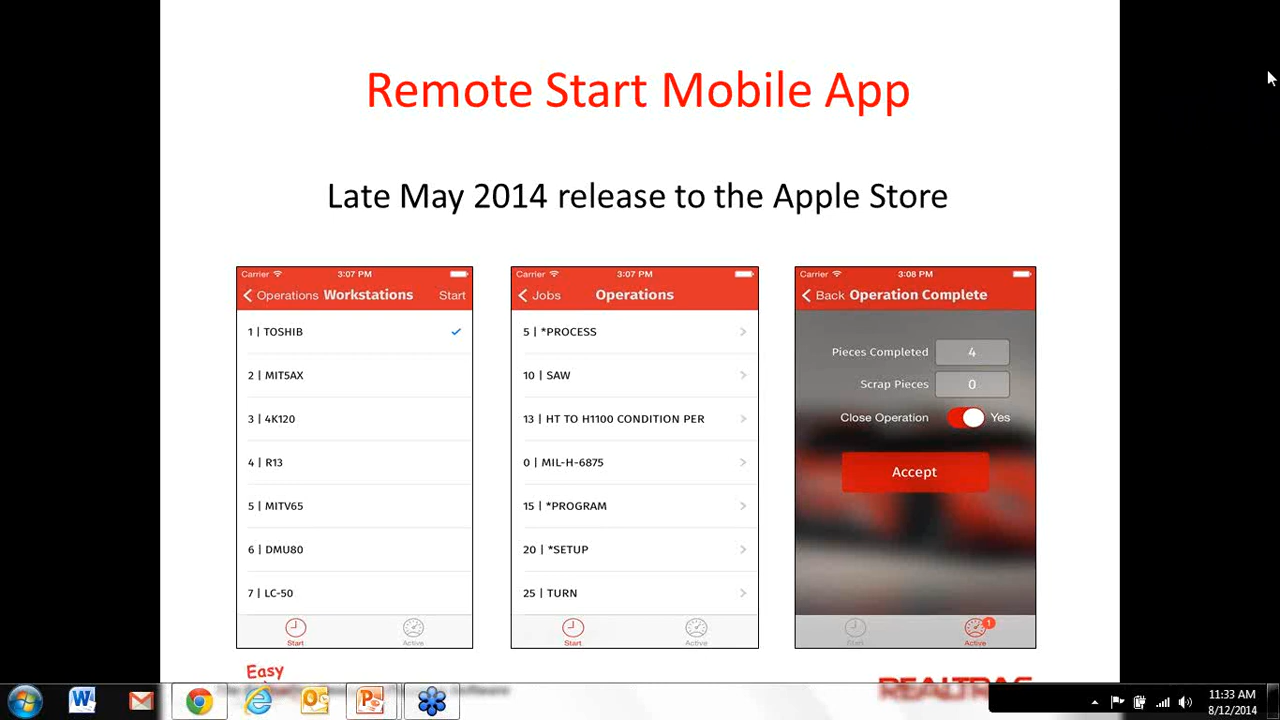 Remote Start Mobile App
Late May 2014 release to the Apple Store
Carrier 3:07 PM
Operations Workstations Start
1 | TOSHIB
2 | MIT5AX
3 | 4K120
4 | R13
5 | MITV65
6 | DMU80
7 | LC-50
Start Active
Carrier 3:07 PM
Jobs Operations
5 | *PROCESS
10 | SAW
13 | HT TO H1100 CONDITION PER
0 | MIL-H-6875
15 | *PROGRAM
20 | *SETUP
25 | TURN
Start Active
Carrier 3:08 PM
Back Operation Complete
Pieces Completed 4
Scrap Pieces 0
Close Operation Yes
Accept
Start Active 1
Easy
REALTRAC
11:33 AM
8/12/2014